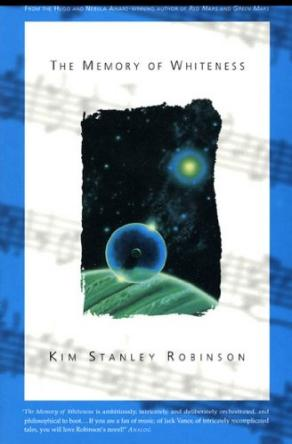 FROM THE HUGO AND NEBULA AWARD-WINNING AUTHOR OF RED MARS AND GREEN MARS
THE MEMORY OF WHITENESS
KIM STANLEY ROBINSON
"The Memory of Whiteness is ambitiously, intricately, and deliberately orchestrated, and
philosophical to boot... If you are a fan of music, of Jack Vance, of intricately recomplicated
tales, you will love Robinson's novel!" ANALOG